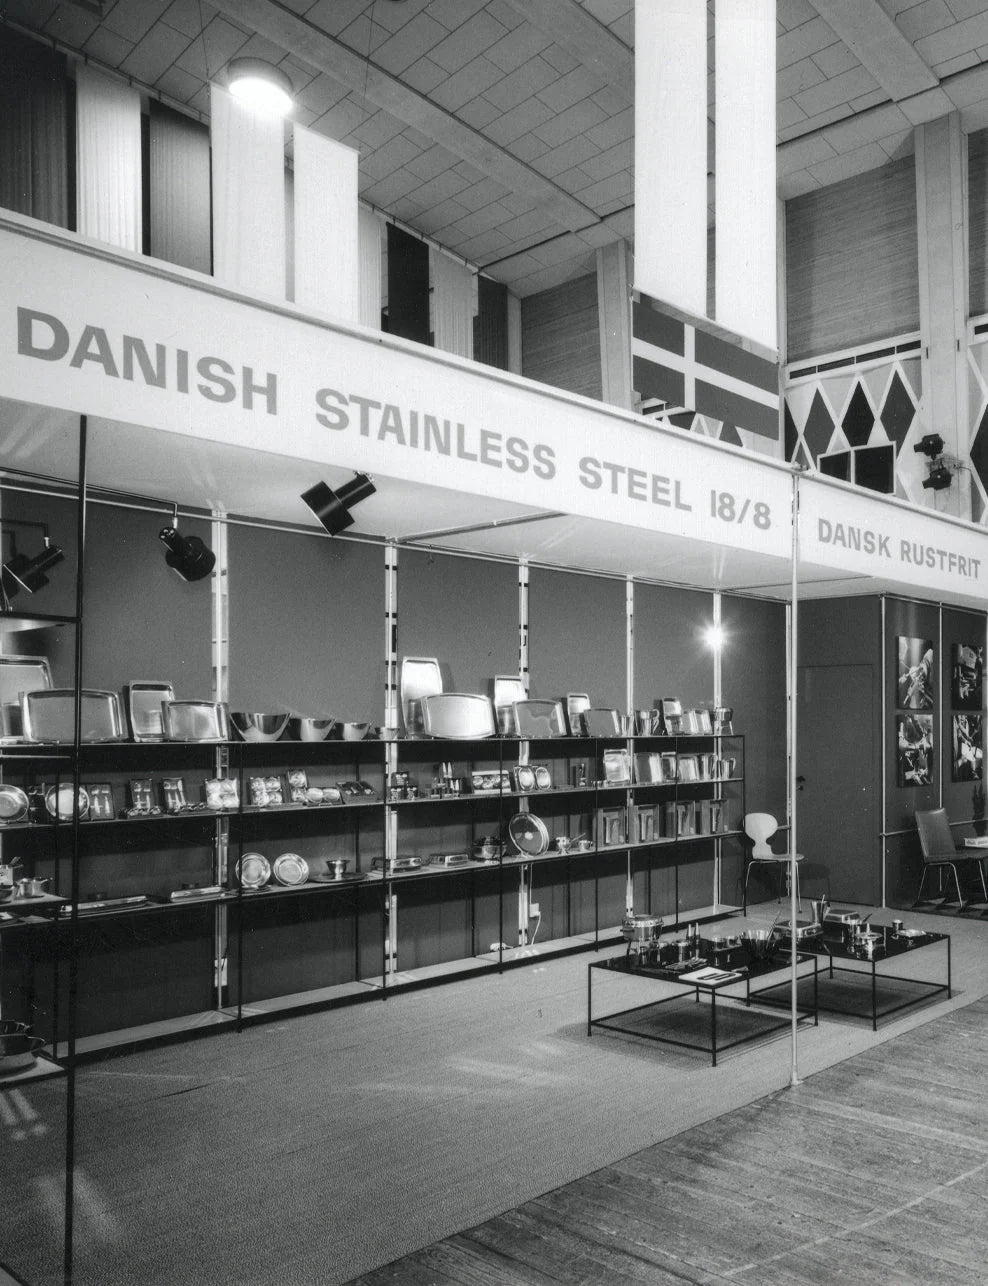 DANISH STAINLESS STEEL 18/8
DANSK RUSTFRIT